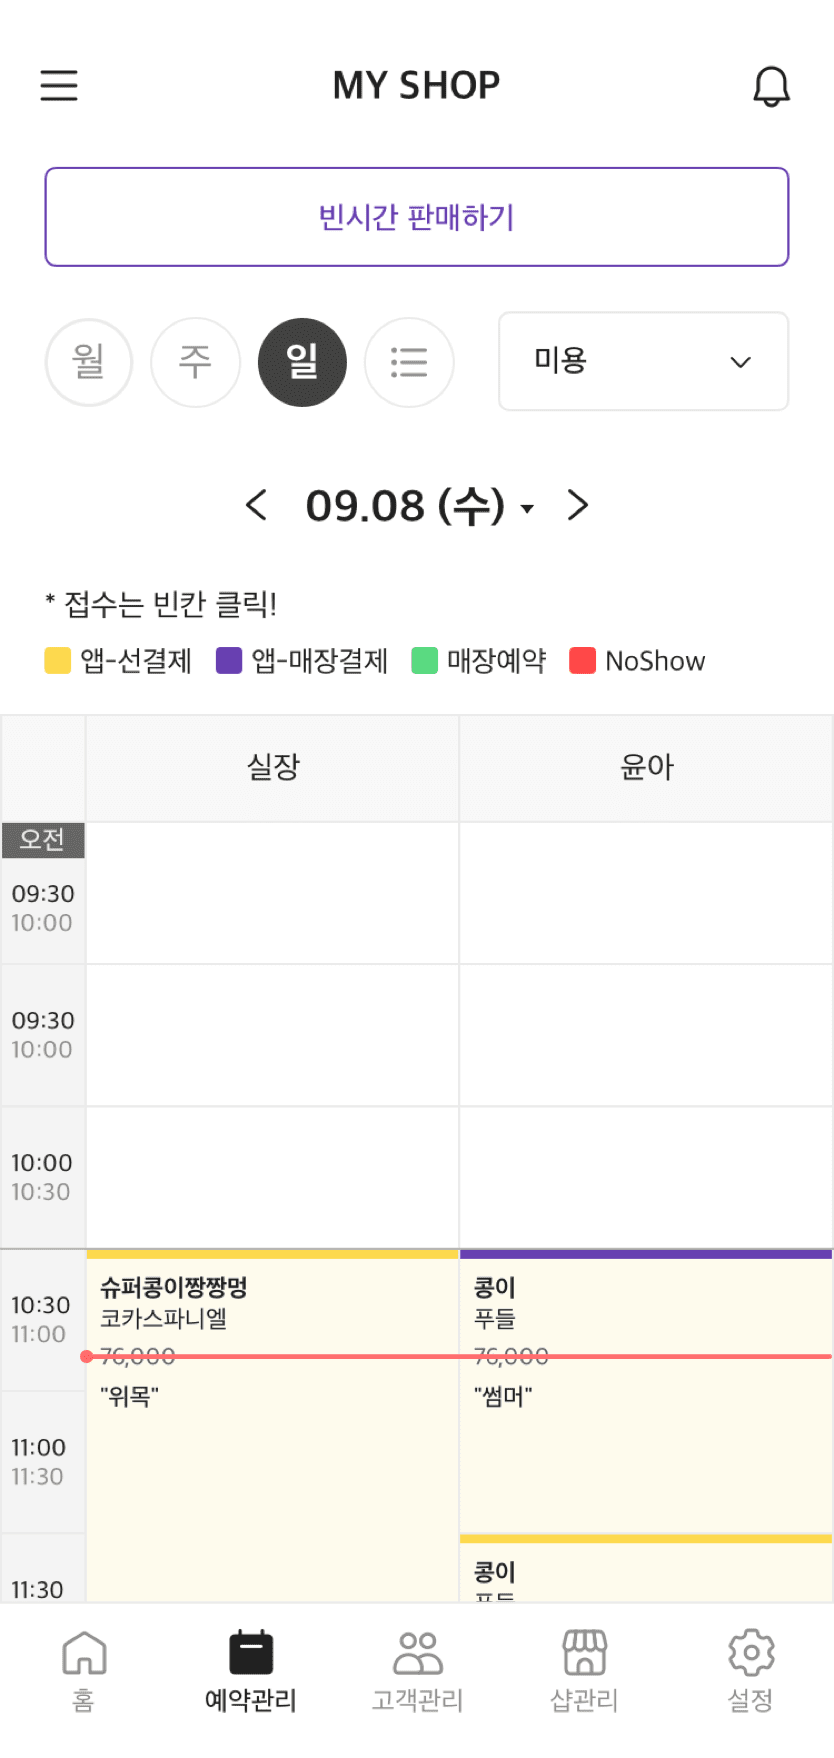 MY SHOP
빈시간 판매하기
월 주 일 미용
09.08 (수)
* 접수는 빈칸 클릭!
앱-선결제 앱-매장결제 매장예약 NoShow
실장 윤아
오전
09:30
10:00
09:30
10:00
10:00
10:30
10:30
11:00
슈퍼콩이짱짱멍
코카스파니엘
76,000
"위목"
콩이
푸들
76,000
"썸머"
11:00
11:30
11:30
콩이
푸들
홈 예약관리 고객관리 샵관리 설정